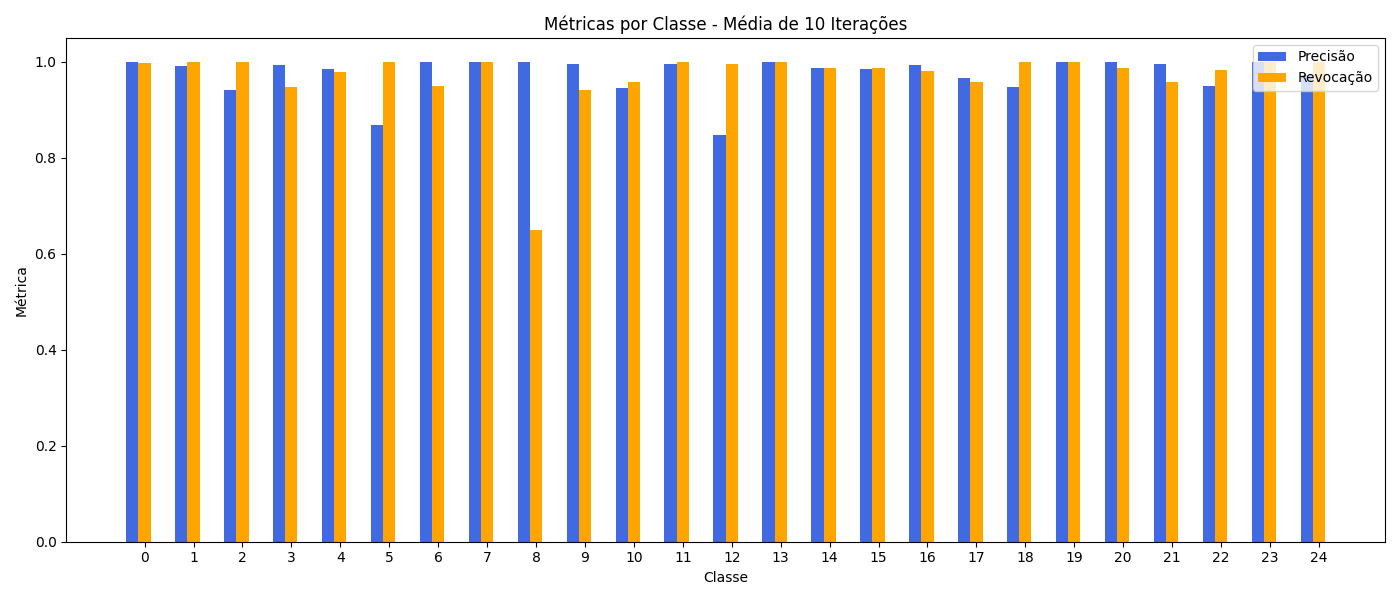 Métricas por Classe - Média de 10 Iterações
Precisão
Revocação
Métrica
1.0
0.8
0.6
0.4
0.2
0.0
0 1 2 3 4 5 6 7 8 9 10 11 12 13 14 15 16 17 18 19 20 21 22 23 24
Classe